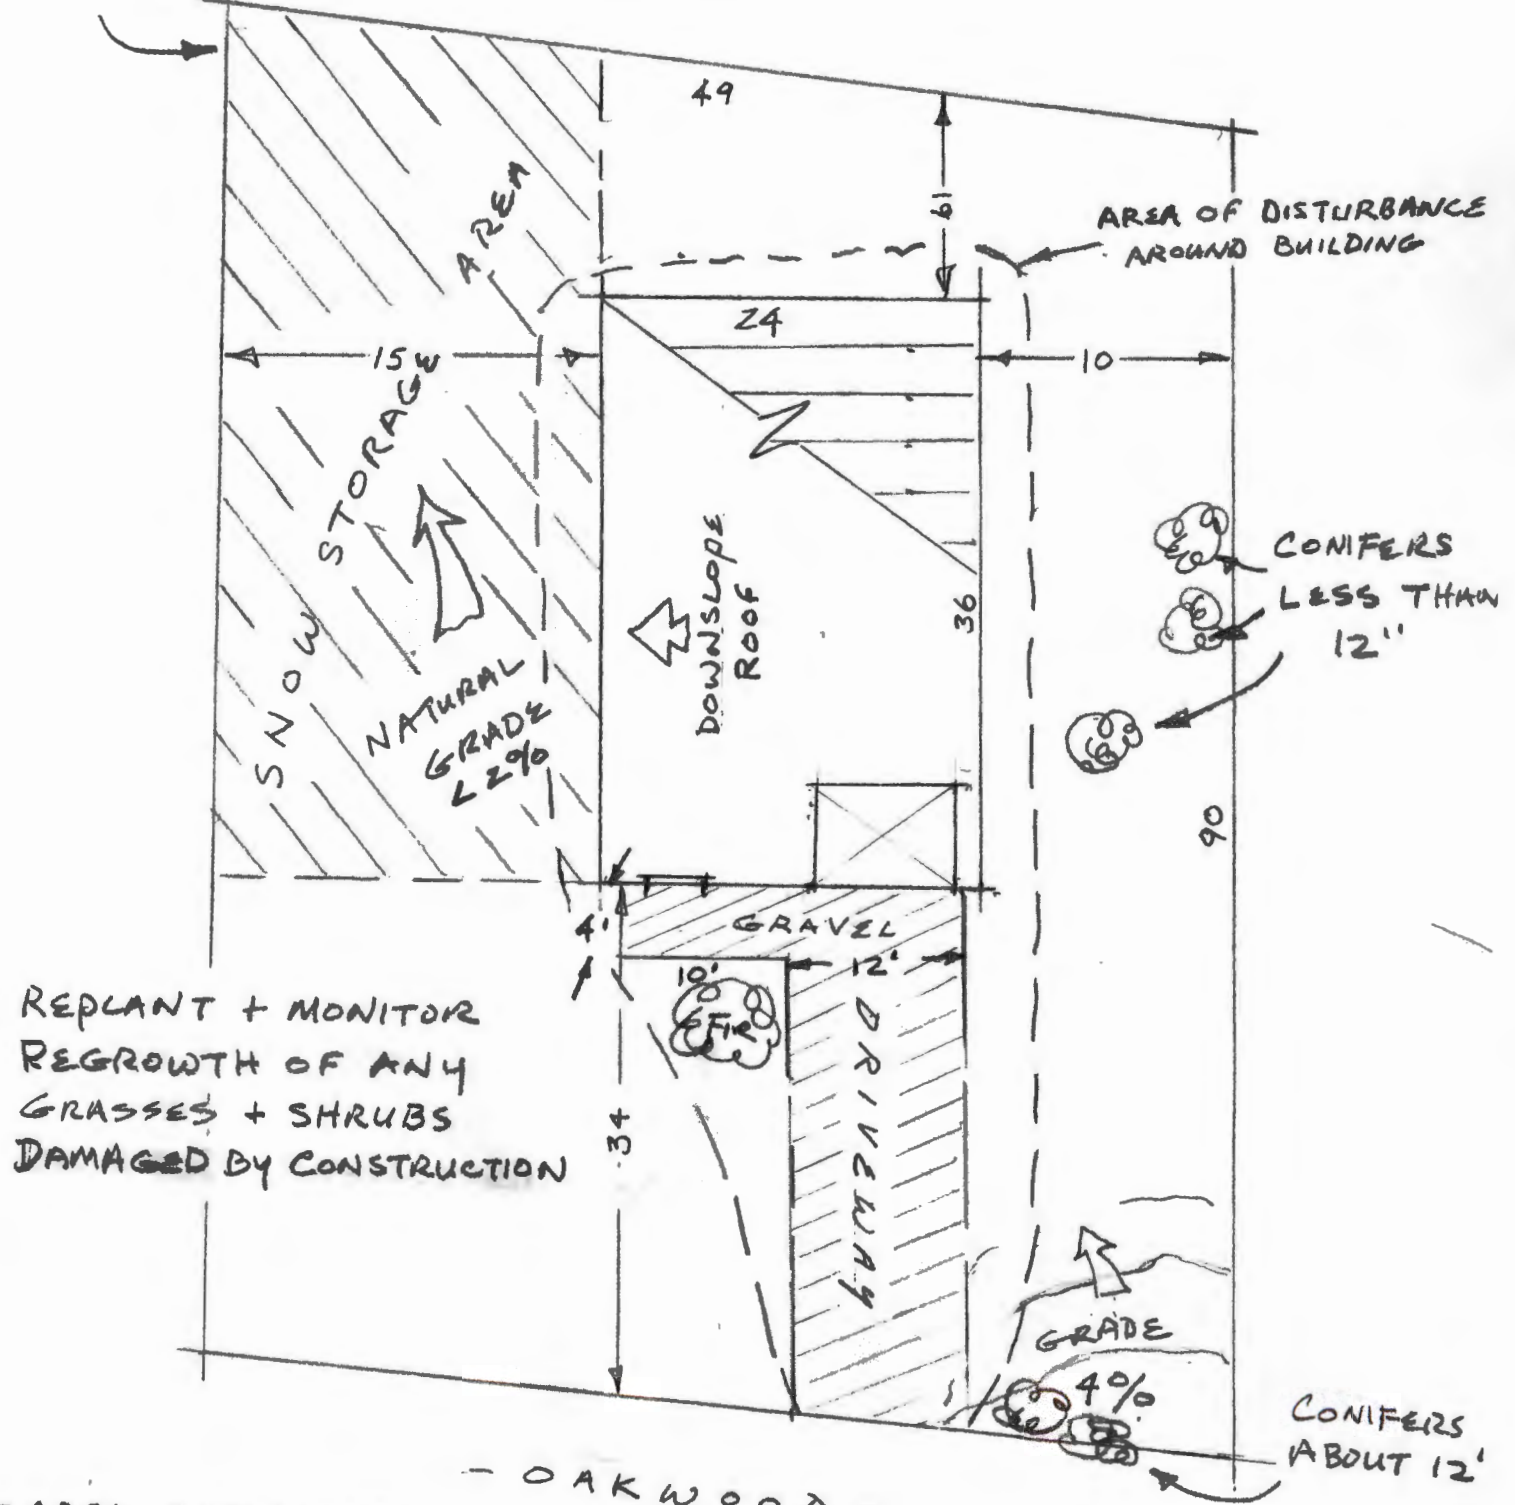 49
19
AREA OF DISTURBANCE
AROUND BUILDING
24
15
10
SNOW STORAGE AREA
CONIFERS
LESS THAN
12"
DOWNSLOPE
ROOF
36
NATURAL
GRADE
< 2%
90
4'
GRAVEL
10'
12'
FIR
DRIVEWAY
REPLANT + MONITOR
REGROWTH OF ANY
GRASSES + SHRUBS
DAMAGED BY CONSTRUCTION
34
GRADE
4%
CONIFERS
ABOUT 12'
- OAKWOOD